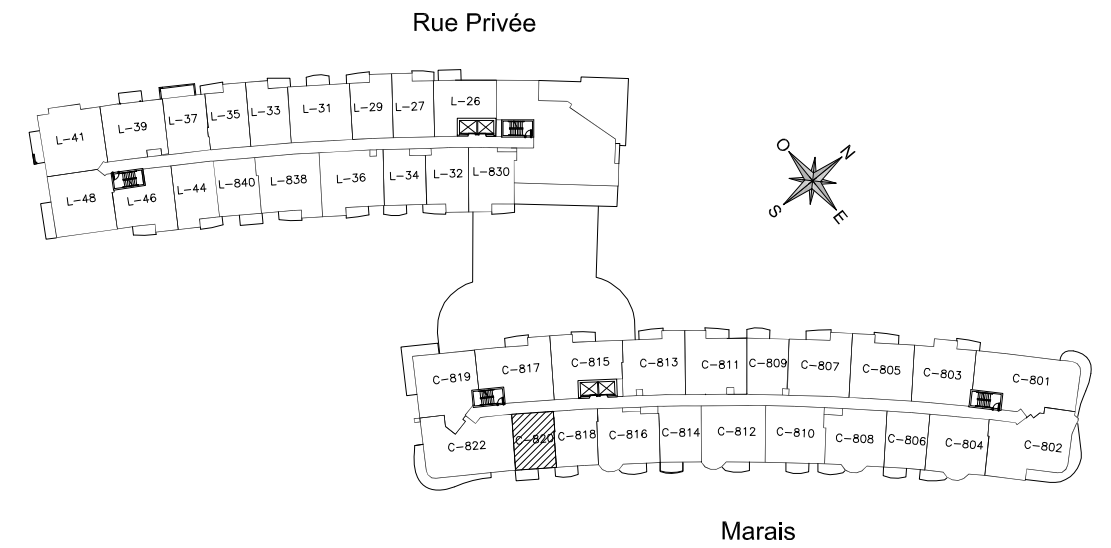 Rue Privée
L-41
L-39
L-37
L-35
L-33
L-31
L-29
L-27
L-26
L-48
L-46
L-44
L-840
L-838
L-36
L-34
L-32
L-830
O
N
S
E
C-819
C-817
C-815
C-813
C-811
C-809
C-807
C-805
C-803
C-801
C-822
C-820
C-818
C-816
C-814
C-812
C-810
C-808
C-806
C-804
C-802
Marais